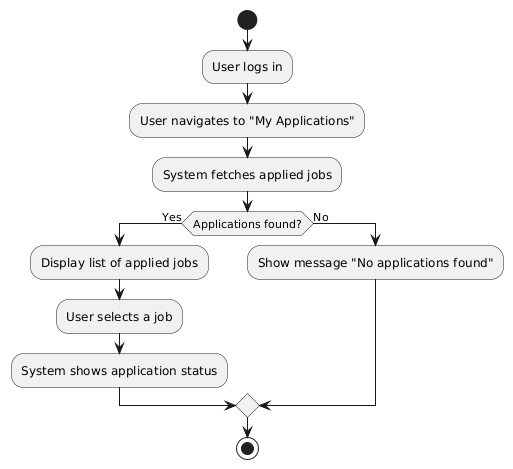 User logs in
User navigates to "My Applications"
System fetches applied jobs
Yes
Applications found?
No
Display list of applied jobs
Show message "No applications found"
User selects a job
System shows application status